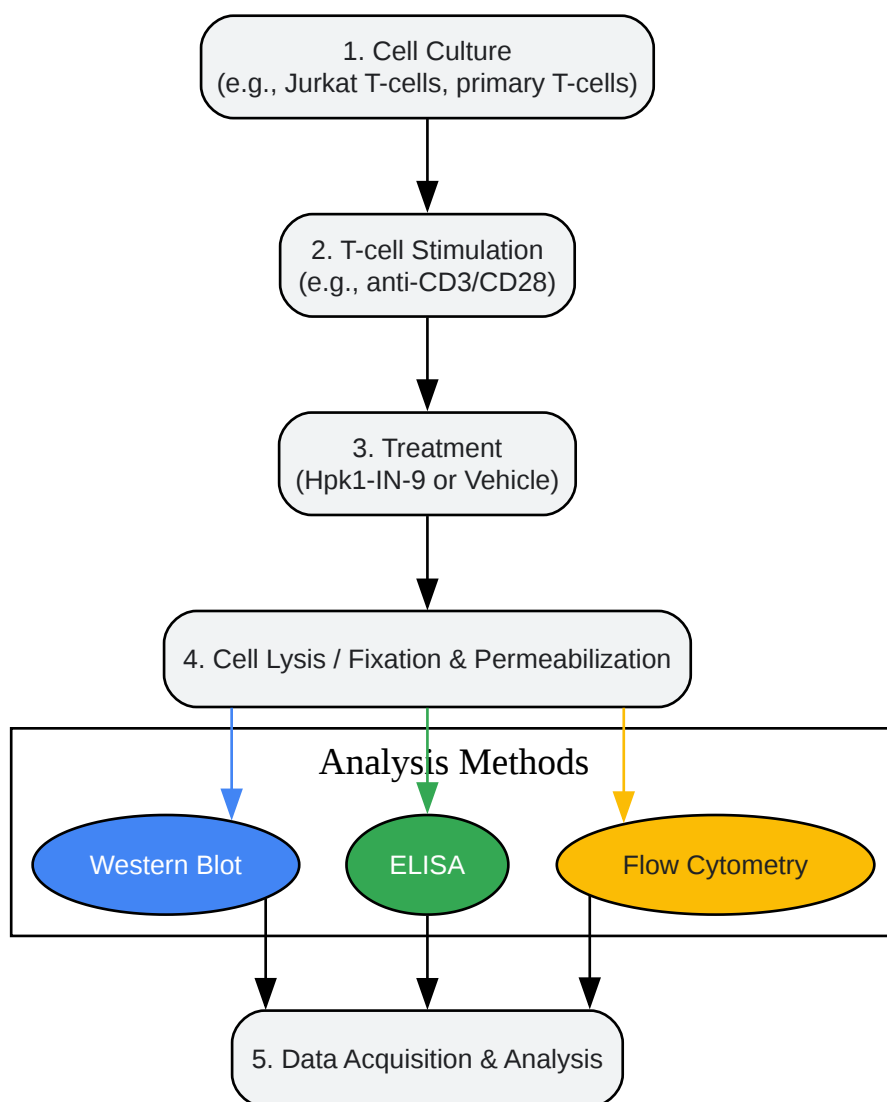 1. Cell Culture
(e.g., Jurkat T-cells, primary T-cells)
2. T-cell Stimulation
(e.g., anti-CD3/CD28)
3. Treatment
(Hpk1-IN-9 or Vehicle)
4. Cell Lysis / Fixation & Permeabilization
Analysis Methods
Western Blot
ELISA
Flow Cytometry
5. Data Acquisition & Analysis